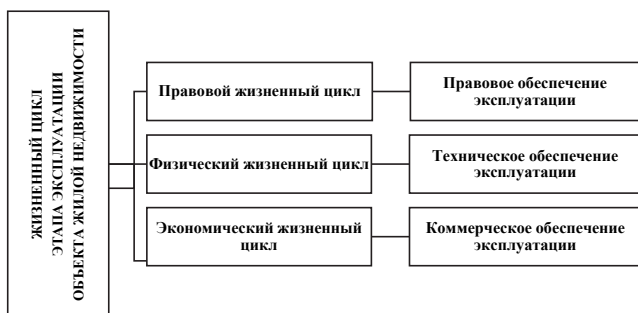 ЖИЗНЕННЫЙ ЦИКЛ
ЭТАПА ЭКСПЛУАТАЦИИ
ОБЪЕКТА ЖИЛОЙ НЕДВИЖИМОСТИ
Правовой жизненный цикл
Правовое обеспечение
эксплуатации
Физический жизненный цикл
Техническое обеспечение
эксплуатации
Экономический жизненный
цикл
Коммерческое обеспечение
эксплуатации